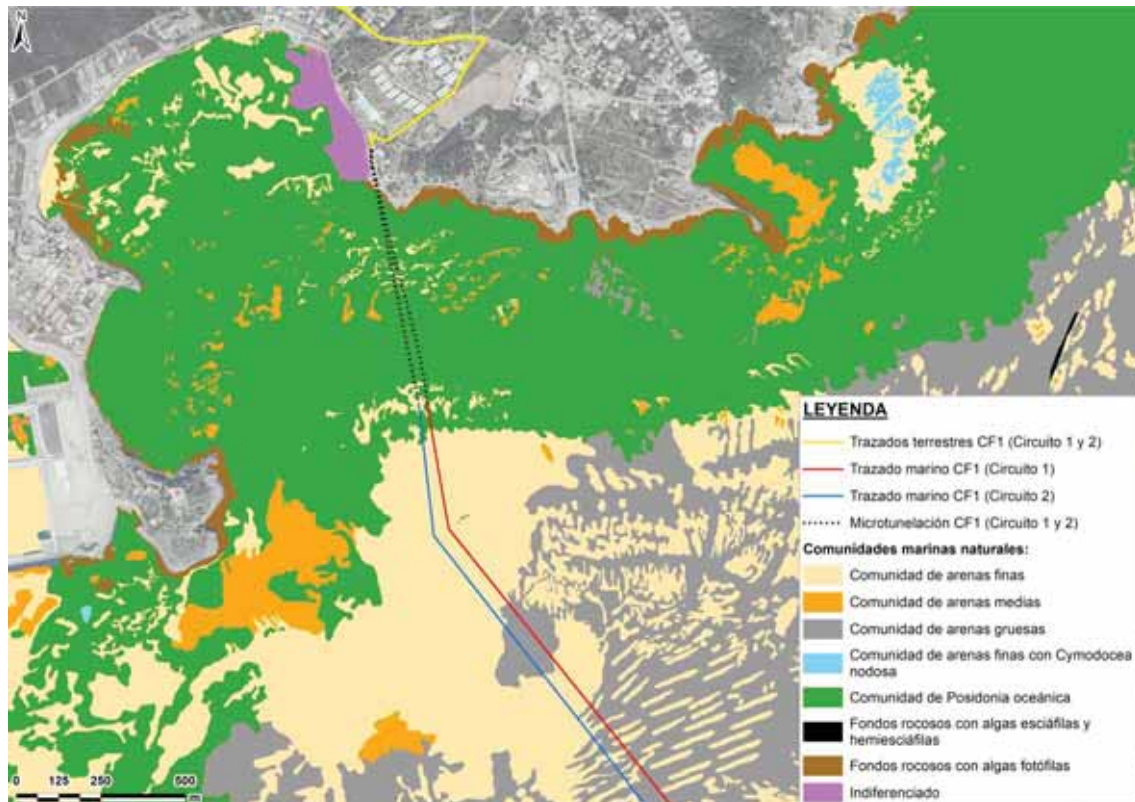 N
LEYENDA
Trazados terrestres CF1 (Circuito 1 y 2)
Trazado marino CF1 (Circuito 1)
Trazado marino CF1 (Circuito 2)
Microtunelación CF1 (Circuito 1 y 2)
Comunidades marinas naturales:
Comunidad de arenas finas
Comunidad de arenas medias
Comunidad de arenas gruesas
Comunidad de arenas finas con Cymodocea
nodosa
Comunidad de Posidonia oceánica
Fondos rocosos con algas esciáfilas y
hemiesciáfilas
Fondos rocosos con algas fotófilas
Indiferenciado
0 125 250 500
m